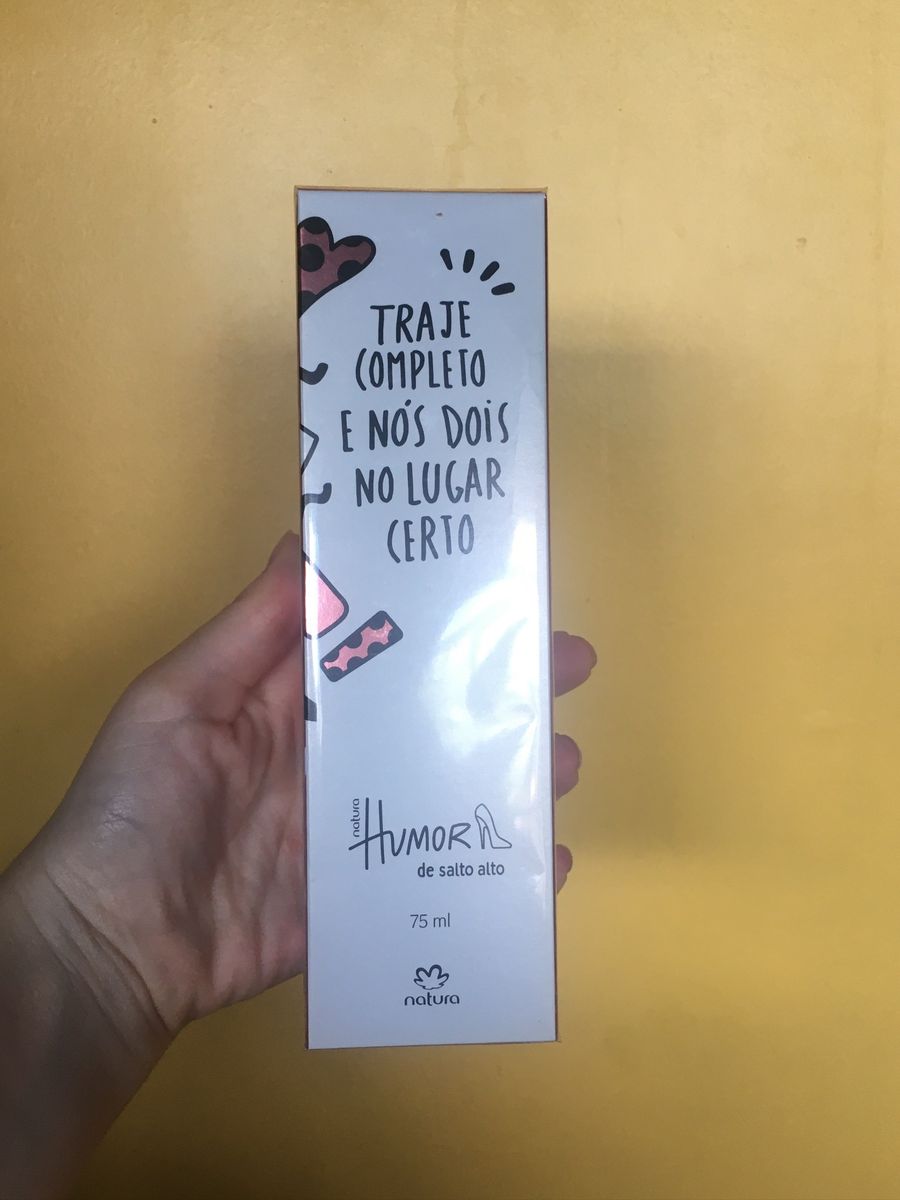 TRAJE
COMPLETO
E NÓS DOIS
NO LUGAR
CERTO
natura
HUMOR
de salto alto
75 ml
natura